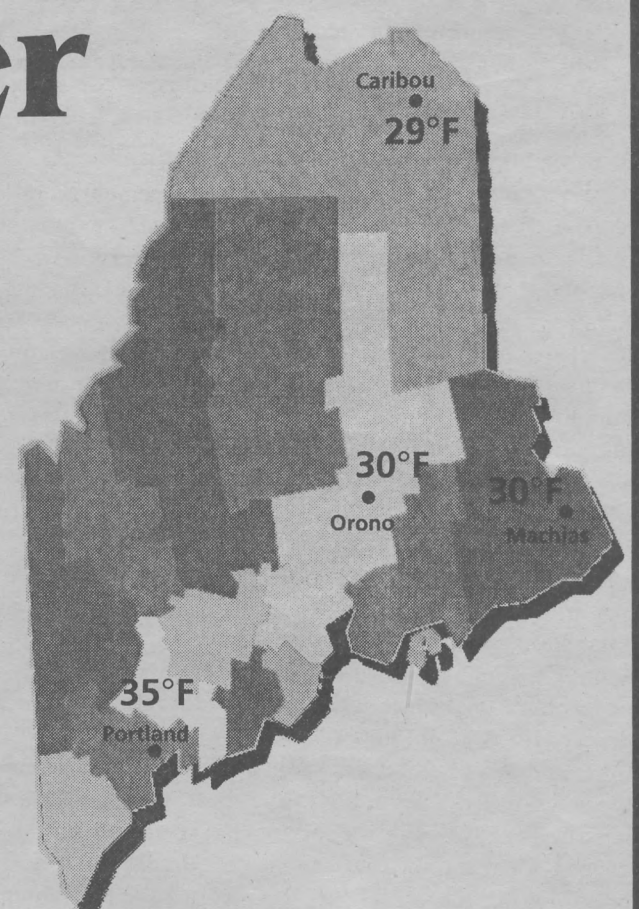 er
Caribou
29°F
30°F
Orono
30°F
Machias
35°F
Portland